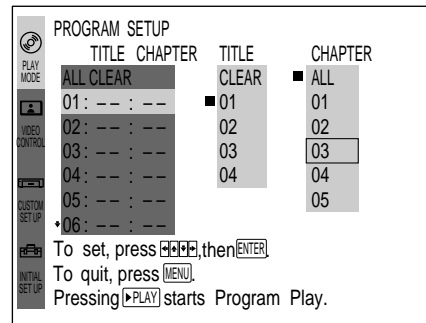 PROGRAM SETUP
TITLE CHAPTER TITLE CHAPTER
PLAY MODE
ALL CLEAR CLEAR ALL
01 : – – : – – 01 01
VIDEO CONTROL
02 : – – : – – 02 02
03 : – – : – – 03 03
04 : – – : – – 04 04
CUSTOM SET UP
05 : – – : – – 05
06 : – – : – –
To set, press ,then ENTER.
INITIAL SET UP
To quit, press MENU.
Pressing PLAY starts Program Play.